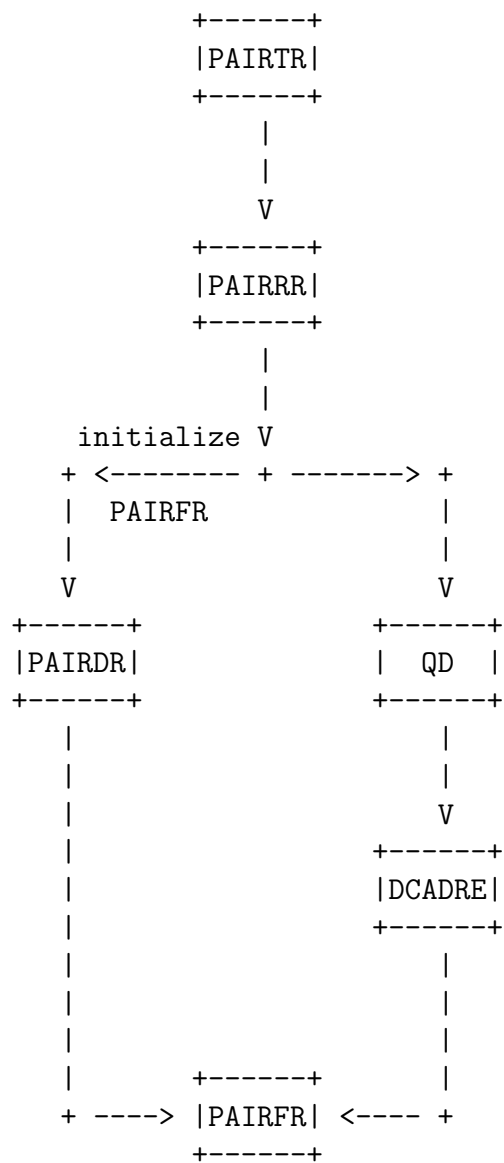 PAIRTR
V
PAIRRR
initialize V
PAIRFR
V V
PAIRDR QD
V
DCADRE
PAIRFR